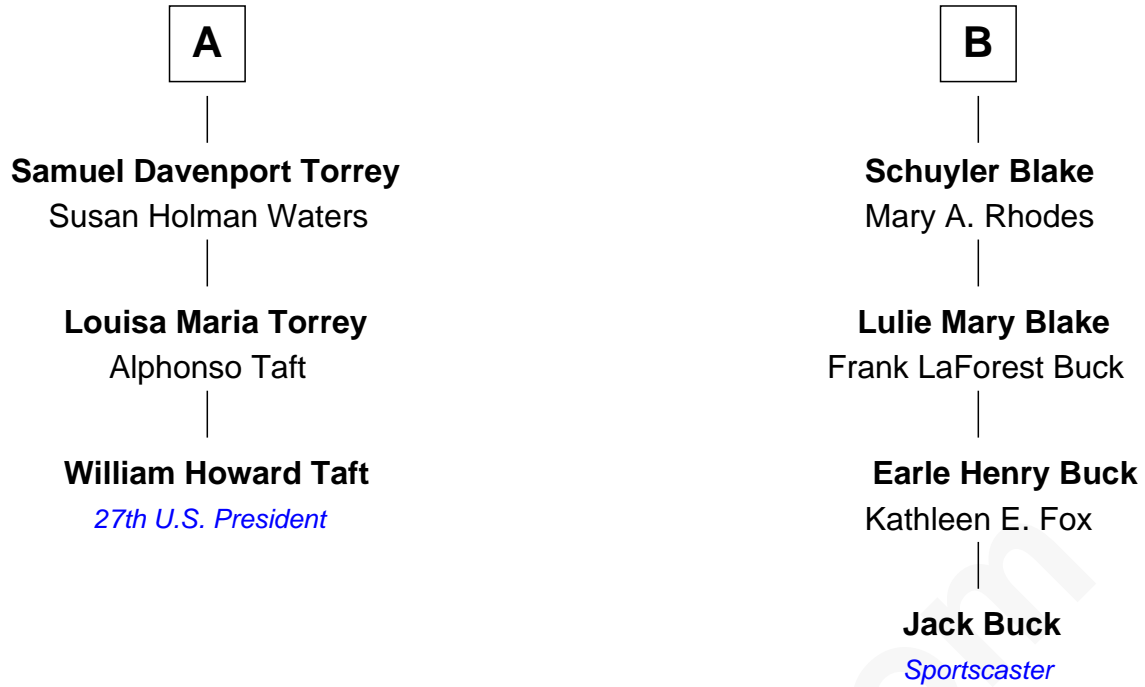 A
Samuel Davenport Torrey
Susan Holman Waters
Louisa Maria Torrey
Alphonso Taft
William Howard Taft
27th U.S. President
B
Schuyler Blake
Mary A. Rhodes
Lulie Mary Blake
Frank LaForest Buck
Earle Henry Buck
Kathleen E. Fox
Jack Buck
Sportscaster